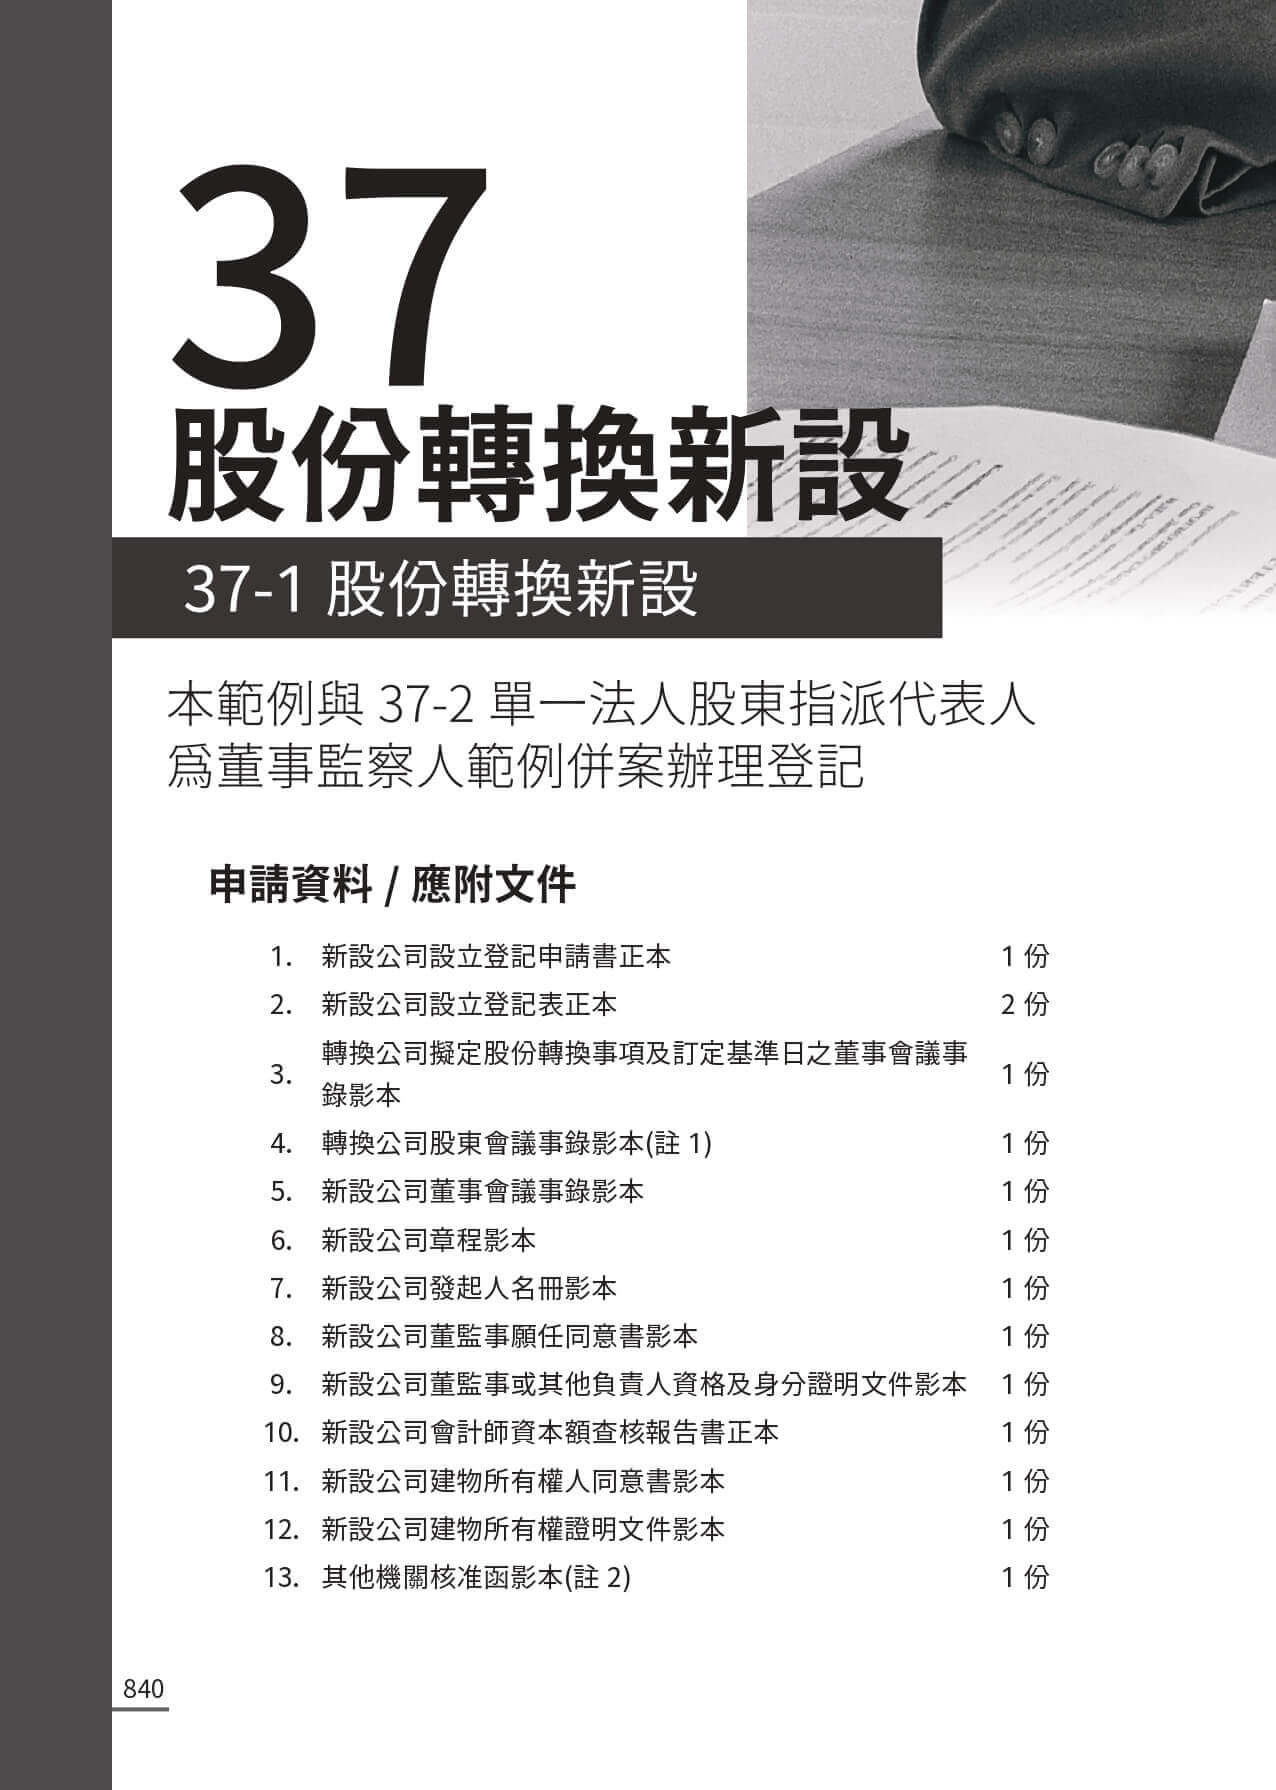 37
股份轉換新設
37-1 股份轉換新設
本範例與 37-2 單一法人股東指派代表人
爲董事監察人範例併案辦理登記
申請資料 / 應附文件
1. 新設公司設立登記申請書正本 1 份
2. 新設公司設立登記表正本 2 份
3. 轉換公司擬定股份轉換事項及訂定基準日之董事會議事
錄影本 1 份
4. 轉換公司股東會議事錄影本(註 1) 1 份
5. 新設公司董事會議事錄影本 1 份
6. 新設公司章程影本 1 份
7. 新設公司發起人名冊影本 1 份
8. 新設公司董監事願任同意書影本 1 份
9. 新設公司董監事或其他負責人資格及身分證明文件影本 1 份
10. 新設公司會計師資本額查核報告書正本 1 份
11. 新設公司建物所有權人同意書影本 1 份
12. 新設公司建物所有權證明文件影本 1 份
13. 其他機關核准函影本(註 2) 1 份
840